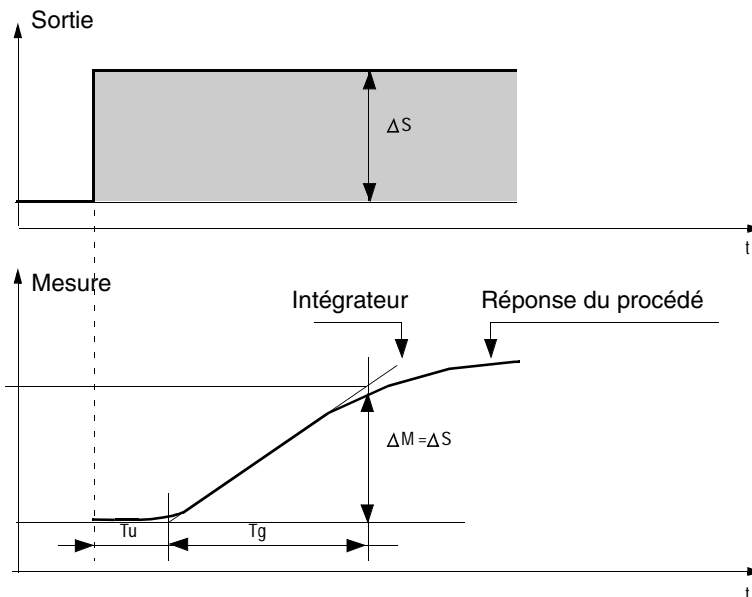 Sortie
ΔS
t
Mesure
Intégrateur
Réponse du procédé
ΔM=ΔS
Tu
Tg
t